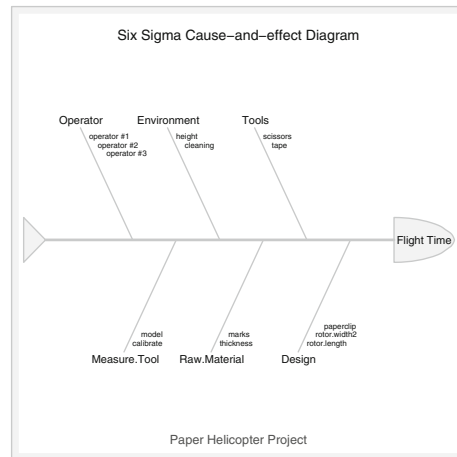 Six Sigma Cause−and−effect Diagram
Operator
Environment
Tools
operator #1
operator #2
operator #3
height
cleaning
scissors
tape
Flight Time
model
calibrate
marks
thickness
paperclip
rotor.width2
rotor.length
Measure.Tool
Raw.Material
Design
Paper Helicopter Project